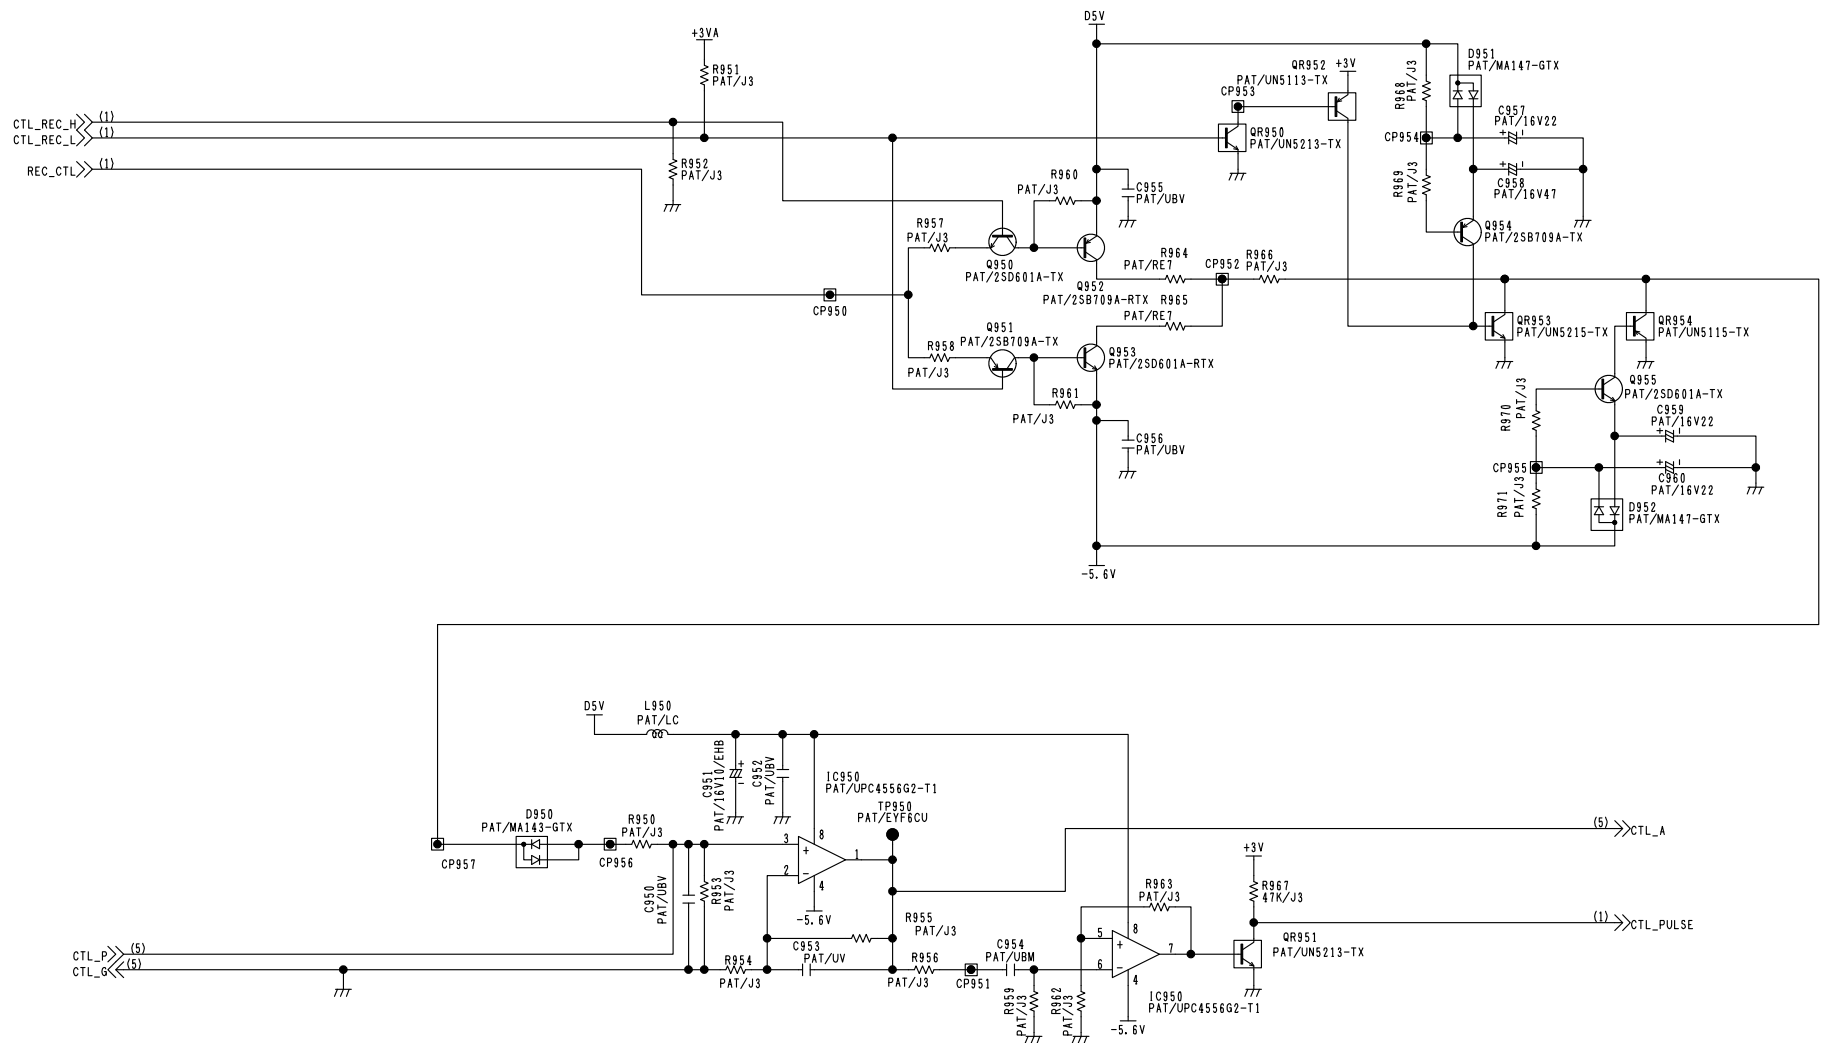 D5V
+3VA
R951
PAT/J3
QR952
PAT/UN5113-TX
+3V
R968
PAT/J3
D951
PAT/MA147-GTX
CP953
CTL_REC_H
(1)
CTL_REC_L
(1)
REC_CTL
(1)
R952
PAT/J3
QR950
PAT/UN5213-TX
CP954
C957
PAT/16V22
+
-
R969
PAT/J3
+
-
C958
PAT/16V47
R960
PAT/J3
C955
PAT/UBV
R957
PAT/J3
Q950
PAT/2SD601A-TX
Q954
PAT/2SB709A-TX
R964
PAT/RE7
CP952
R966
PAT/J3
Q952
PAT/2SB709A-RTX
R965
PAT/RE7
CP950
Q951
PAT/2SB709A-TX
R958
PAT/J3
Q953
PAT/2SD601A-RTX
QR953
PAT/UN5215-TX
QR954
PAT/UN5115-TX
R961
PAT/J3
C956
PAT/UBV
R970
PAT/J3
Q955
PAT/2SD601A-TX
C959
PAT/16V22
+
-
CP955
+
-
C960
PAT/16V22
R971
PAT/J3
D952
PAT/MA147-GTX
-5.6V
D5V
L950
PAT/LC
C951
PAT/16V10/EHB
+
-
C952
PAT/UBV
IC950
PAT/UPC4556G2-T1
TP950
PAT/EYF6CU
D950
PAT/MA143-GTX
R950
PAT/J3
CP957
CP956
3
8
+
2
-
1
4
-5.6V
(5)
CTL_A
C950
PAT/UBV
R953
PAT/J3
+3V
R967
47K/J3
R963
PAT/J3
R955
PAT/J3
(1)
CTL_PULSE
CTL_P
(5)
CTL_G
(5)
R954
PAT/J3
C953
PAT/UV
R956
PAT/J3
CP951
C954
PAT/UBM
5
8
+
6
-
7
4
QR951
PAT/UN5213-TX
R959
PAT/J3
R962
PAT/J3
IC950
PAT/UPC4556G2-T1
-5.6V